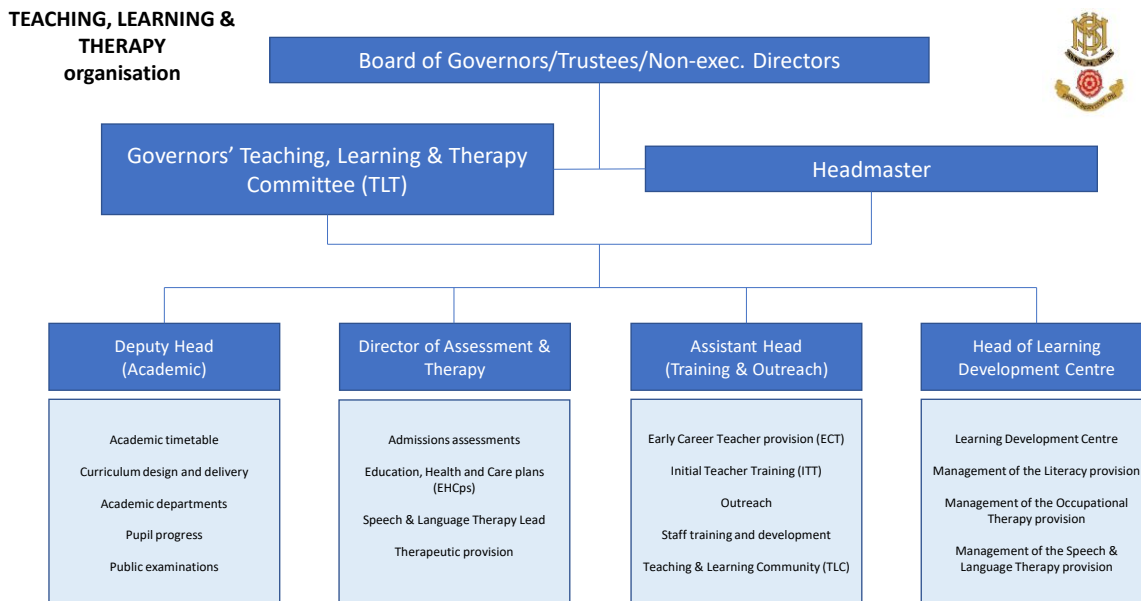 TEACHING, LEARNING &
THERAPY
organisation
Board of Governors/Trustees/Non-exec. Directors
Governors' Teaching, Learning & Therapy
Committee (TLT)
Headmaster
Deputy Head
(Academic)
Academic timetable
Curriculum design and delivery
Academic departments
Pupil progress
Public examinations
Director of Assessment &
Therapy
Admissions assessments
Education, Health and Care plans
(EHCps)
Speech & Language Therapy Lead
Therapeutic provision
Assistant Head
(Training & Outreach)
Early Career Teacher provision (ECT)
Initial Teacher Training (ITT)
Outreach
Staff training and development
Teaching & Learning Community (TLC)
Head of Learning
Development Centre
Learning Development Centre
Management of the Literacy provision
Management of the Occupational
Therapy provision
Management of the Speech &
Language Therapy provision